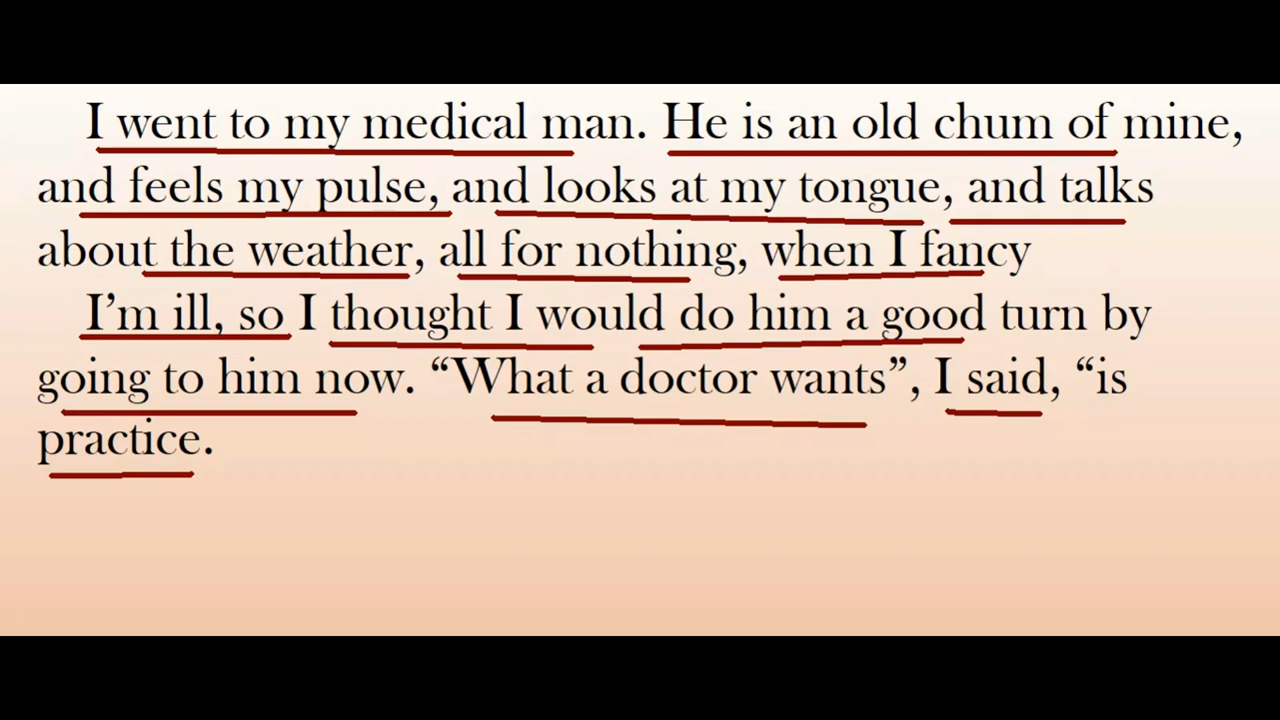 I went to my medical man. He is an old chum of mine,
and feels my pulse, and looks at my tongue, and talks
about the weather, all for nothing, when I fancy
I’m ill, so I thought I would do him a good turn by
going to him now. “What a doctor wants”, I said, “is
practice.